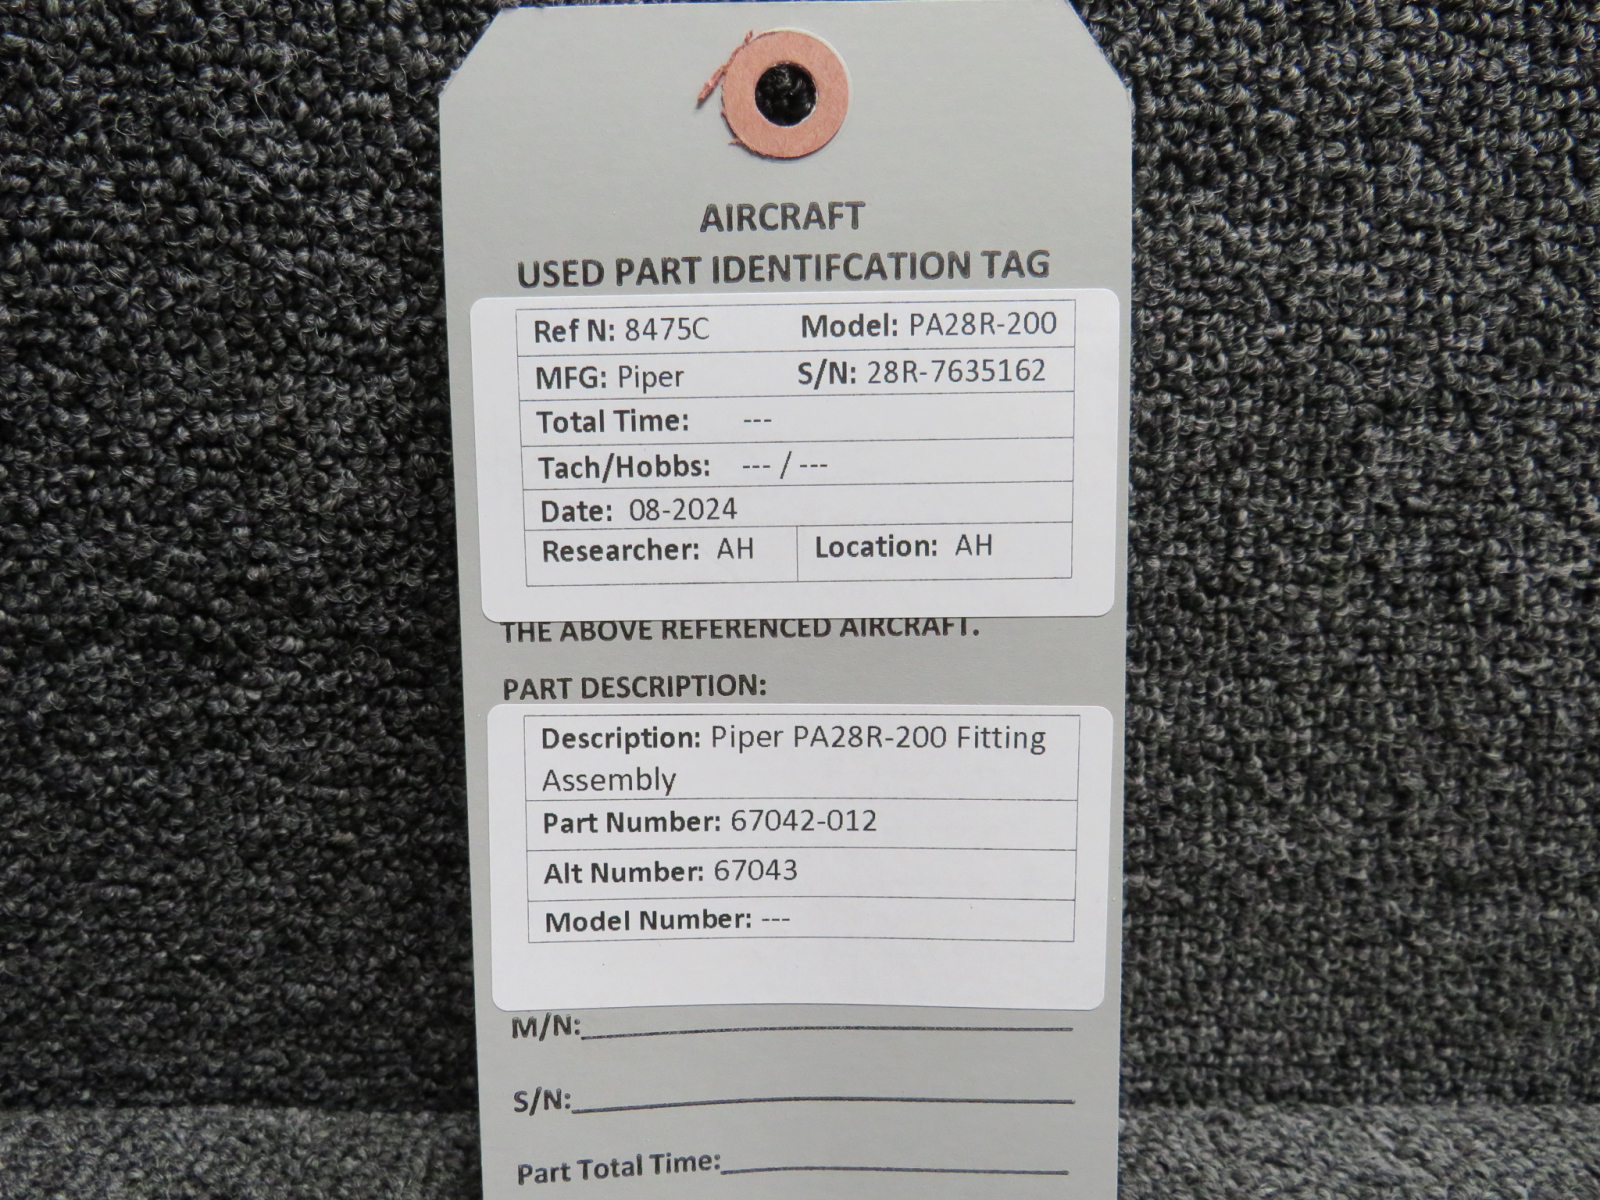 AIRCRAFT
USED PART IDENTIFCATION TAG
Ref N: 8475C Model: PA28R-200
MFG: Piper S/N: 28R-7635162
Total Time: ---
Tach/Hobbs: --- / ---
Date: 08-2024
Researcher: AH Location: AH
THE ABOVE REFERENCED AIRCRAFT.
PART DESCRIPTION:
Description: Piper PA28R-200 Fitting
Assembly
Part Number: 67042-012
Alt Number: 67043
Model Number: ---
M/N:
S/N:
Part Total Time: